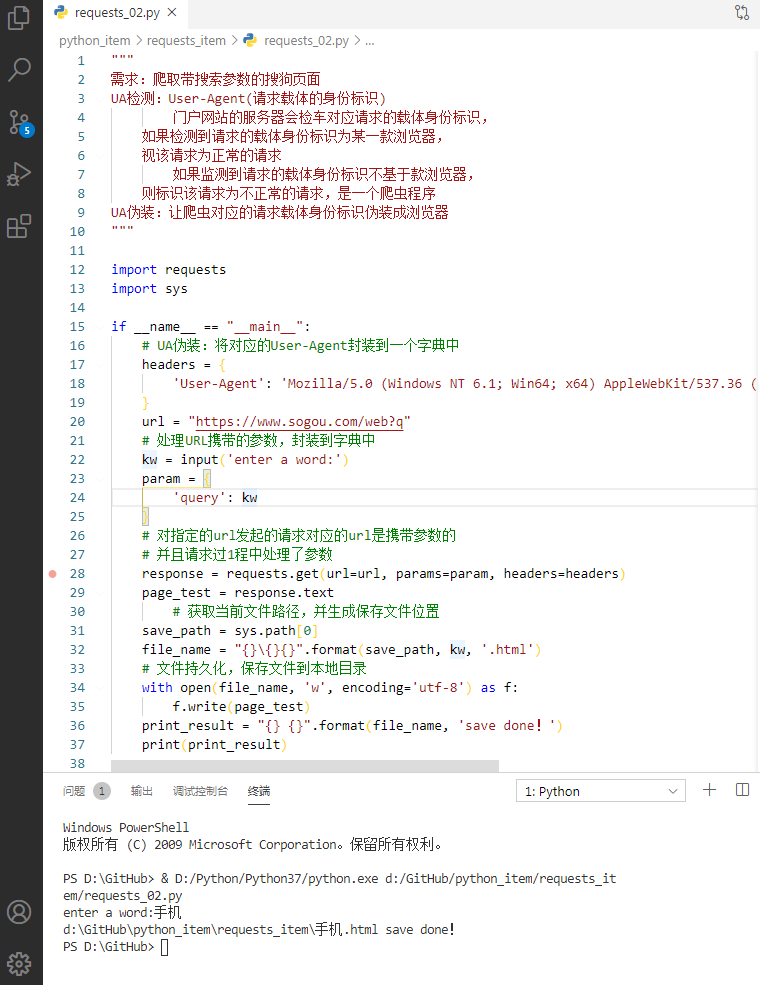 requests_02.py
python_item > requests_item > requests_02.py > ...
1 """
2 需求：爬取带搜索参数的搜狗页面
3 UA检测：User-Agent(请求载体的身份标识)
4 门户网站的服务器会检车对应请求的载体身份标识，
5 如果检测到请求的载体身份标识为某一款浏览器，
6 视该请求为正常的请求
7 如果监测到请求的载体身份标识不基于款浏览器，
8 则标识该请求为不正常的请求，是一个爬虫程序
9 UA伪装：让爬虫对应的请求载体身份标识伪装成浏览器
10 """
11
12 import requests
13 import sys
14
15 if __name__ == "__main__":
16 # UA伪装：将对应的User-Agent封装到一个字典中
17 headers = {
18 'User-Agent': 'Mozilla/5.0 (Windows NT 6.1; Win64; x64) AppleWebKit/537.36 (
19 }
20 url = "https://www.sogou.com/web?q"
21 # 处理URL携带的参数，封装到字典中
22 kw = input('enter a word:')
23 param = {
24 'query': kw
25 }
26 # 对指定的url发起的请求对应的url是携带参数的
27 # 并且请求过1程中处理了参数
28 response = requests.get(url=url, params=param, headers=headers)
29 page_test = response.text
30 # 获取当前文件路径，并生成保存文件位置
31 save_path = sys.path[0]
32 file_name = "{}\{}{}".format(save_path, kw, '.html')
33 # 文件持久化，保存文件到本地目录
34 with open(file_name, 'w', encoding='utf-8') as f:
35 f.write(page_test)
36 print_result = "{} {}".format(file_name, 'save done！')
37 print(print_result)
38
5
问题 1 输出 调试控制台 终端 1: Python
Windows PowerShell
版权所有 (C) 2009 Microsoft Corporation。保留所有权利。
PS D:\GitHub> & D:/Python/Python37/python.exe d:/GitHub/python_item/requests_it
em/requests_02.py
enter a word:手机
d:\GitHub\python_item\requests_item\手机.html save done！
PS D:\GitHub>